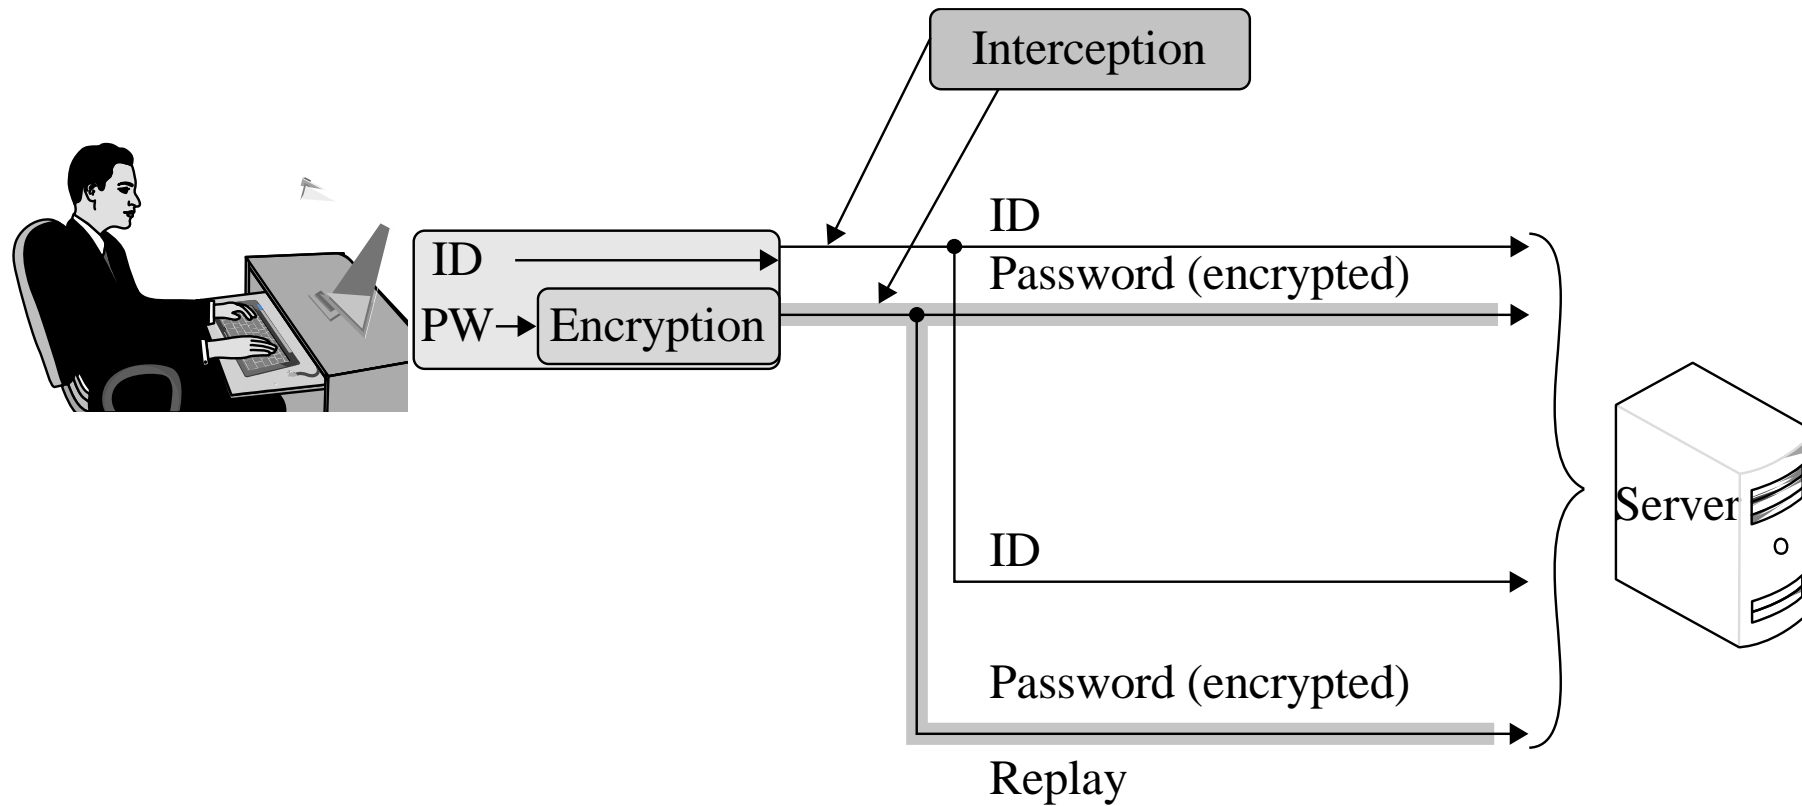 Interception
ID
ID
Password (encrypted)
PW
Encryption
Server
ID
Password (encrypted)
Replay